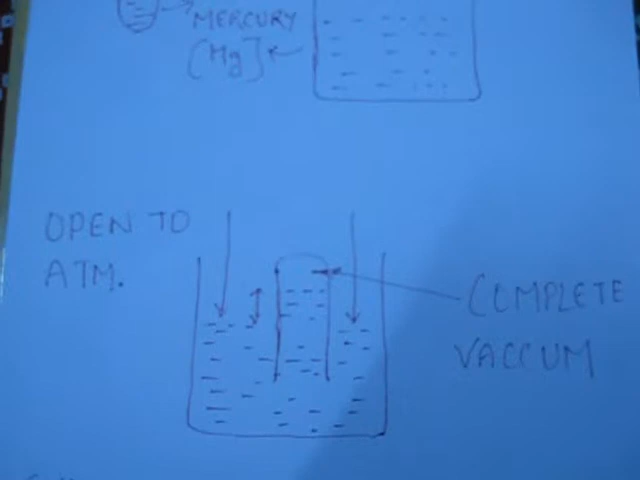 MERCURY
[Hg]
OPEN TO
ATM.
COMPLETE
VACCUM